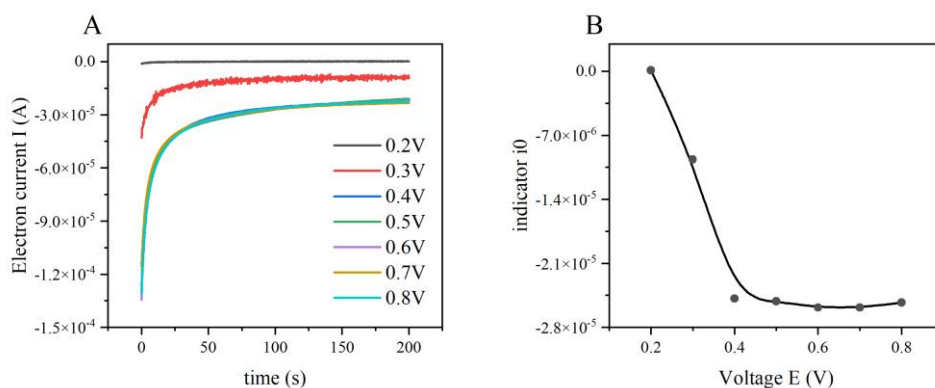 A
Electron current I (A)
0.0
-3.0×10⁻⁵
-6.0×10⁻⁵
-9.0×10⁻⁵
-1.2×10⁻⁴
-1.5×10⁻⁴
0.2V
0.3V
0.4V
0.5V
0.6V
0.7V
0.8V
0
50
100
150
200
time (s)
B
indicator i0
0.0
-7.0×10⁻⁶
-1.4×10⁻⁵
-2.1×10⁻⁵
-2.8×10⁻⁵
0.2
0.4
0.6
0.8
Voltage E (V)